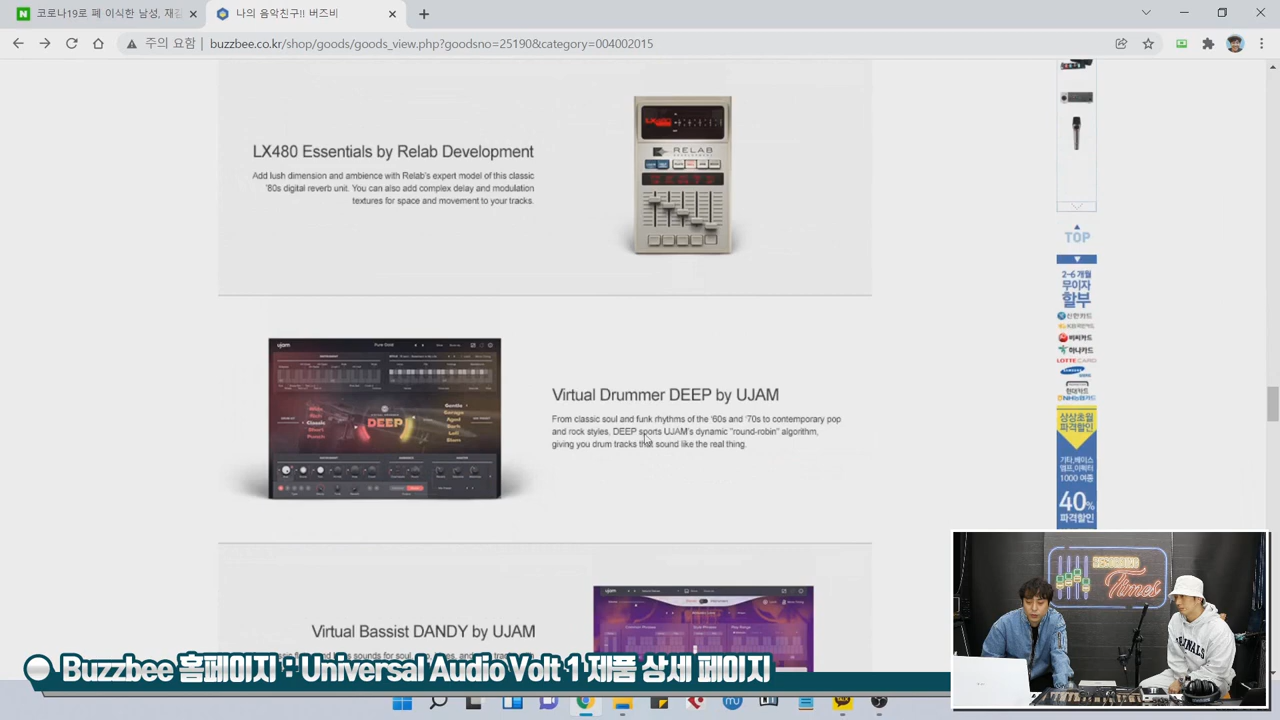 코로나19로 폐 이식한 남성, 재김
나의 음악친구!! 버즈비
주의 요함
buzzbee.co.kr/shop/goods/goods_view.php?goodsno=25190&category=004002015
LX480 Essentials by Relab Development
Add lush dimension and ambience with Relab's expert model of this classic
'80s digital reverb unit. You can also add complex delay and modulation
textures for space and movement to your tracks.
RELAB
TOP
2~6 개월
무이자
할부
신한카드
KB국민카드
비씨카드
하나카드
LOTTE CARD
SAMSUNG
현대카드
NH농협카드
상상초월
파격할인
기타,베이스
앰프,이펙터
1000 여종
40%
파격할인
ujam
Pure Gold
DEEP
Virtual Drummer DEEP by UJAM
From classic soul and funk rhythms of the '60s and '70s to contemporary pop
and rock styles, DEEP sports UJAM's dynamic "round-robin" algorithm,
giving you drum tracks that sound like the real thing.
Virtual Bassist DANDY by UJAM
ujam
SESSION
Times
Buzzbee 홈페이지 : Universal Audio Volt 1 제품 상세 페이지
TALK